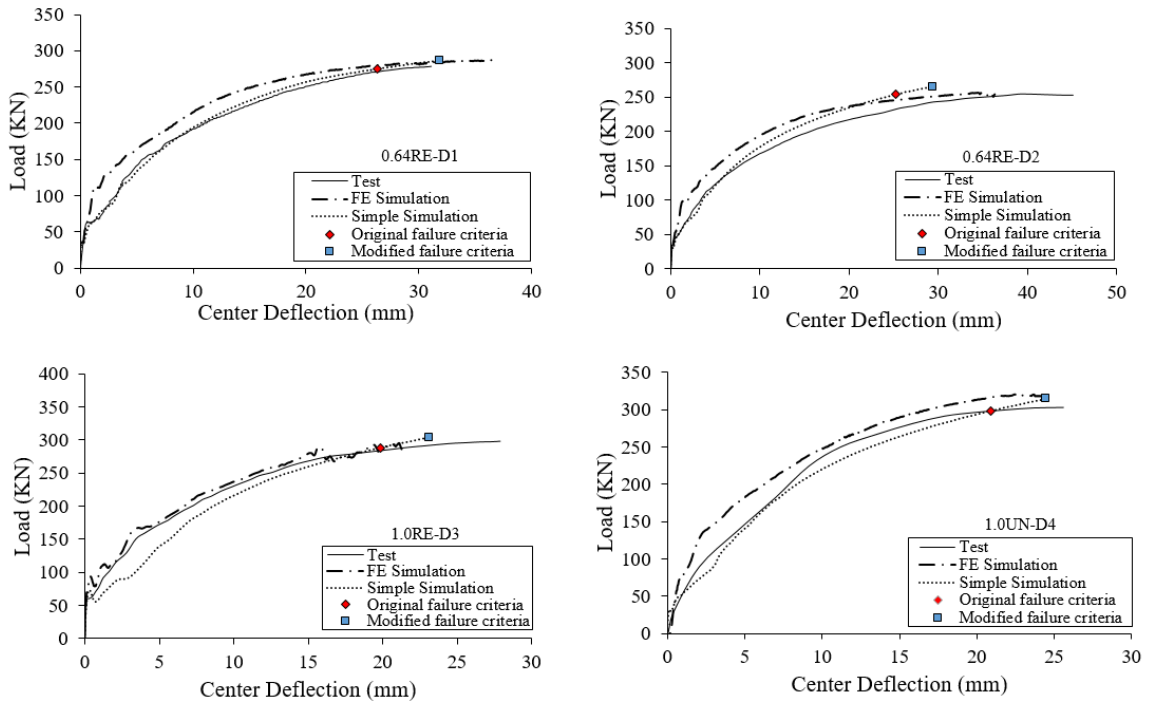 350
300
250
200
150
100
50
0
Load (KN)
0.64RE-D1
Test
FE Simulation
Simple Simulation
Original failure criteria
Modified failure criteria
0 10 20 30 40
Center Deflection (mm)
350
300
250
200
150
100
50
0
Load (KN)
0.64RE-D2
Test
FE Simulation
Simple Simulation
Original failure criteria
Modified failure criteria
0 10 20 30 40 50
Center Deflection (mm)
400
350
300
250
200
150
100
50
0
Load (KN)
1.0RE-D3
Test
FE Simulation
Simple Simulation
Original failure criteria
Modified failure criteria
0 5 10 15 20 25 30
Center Deflection (mm)
350
300
250
200
150
100
50
0
Load (KN)
1.0UN-D4
Test
FE Simulation
Simple Simulation
Original failure criteria
Modified failure criteria
0 5 10 15 20 25 30
Center Deflection (mm)